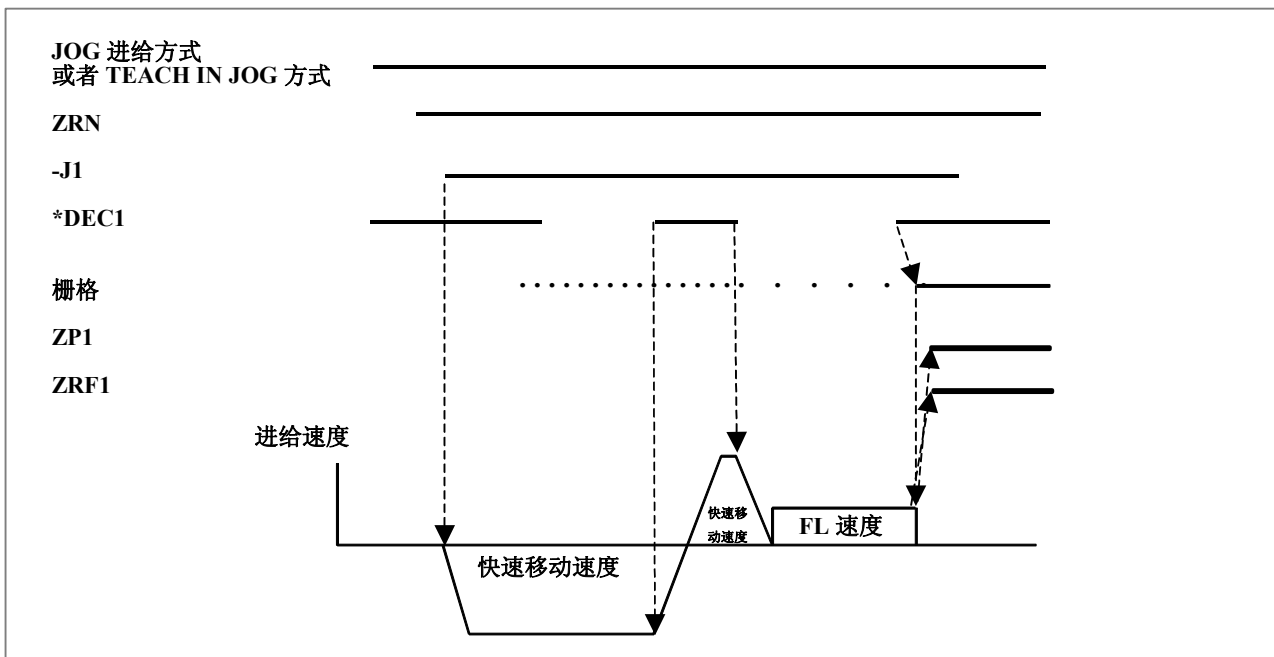 JOG 进给方式
或者 TEACH IN JOG 方式
ZRN
-J1
*DEC1
栅格
ZP1
ZRF1
进给速度
快速移
动速度
FL 速度
快速移动速度